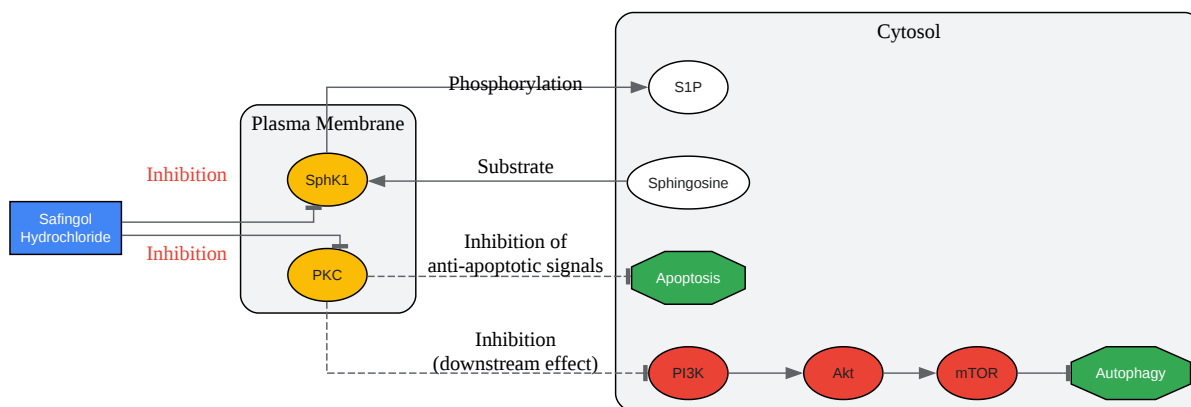 Cytosol
Phosphorylation
S1P
Plasma Membrane
Inhibition
SphK1
Substrate
Sphingosine
Safingol
Hydrochloride
Inhibition
PKC
Inhibition of
anti-apoptotic signals
Apoptosis
Inhibition
(downstream effect)
PI3K
Akt
mTOR
Autophagy